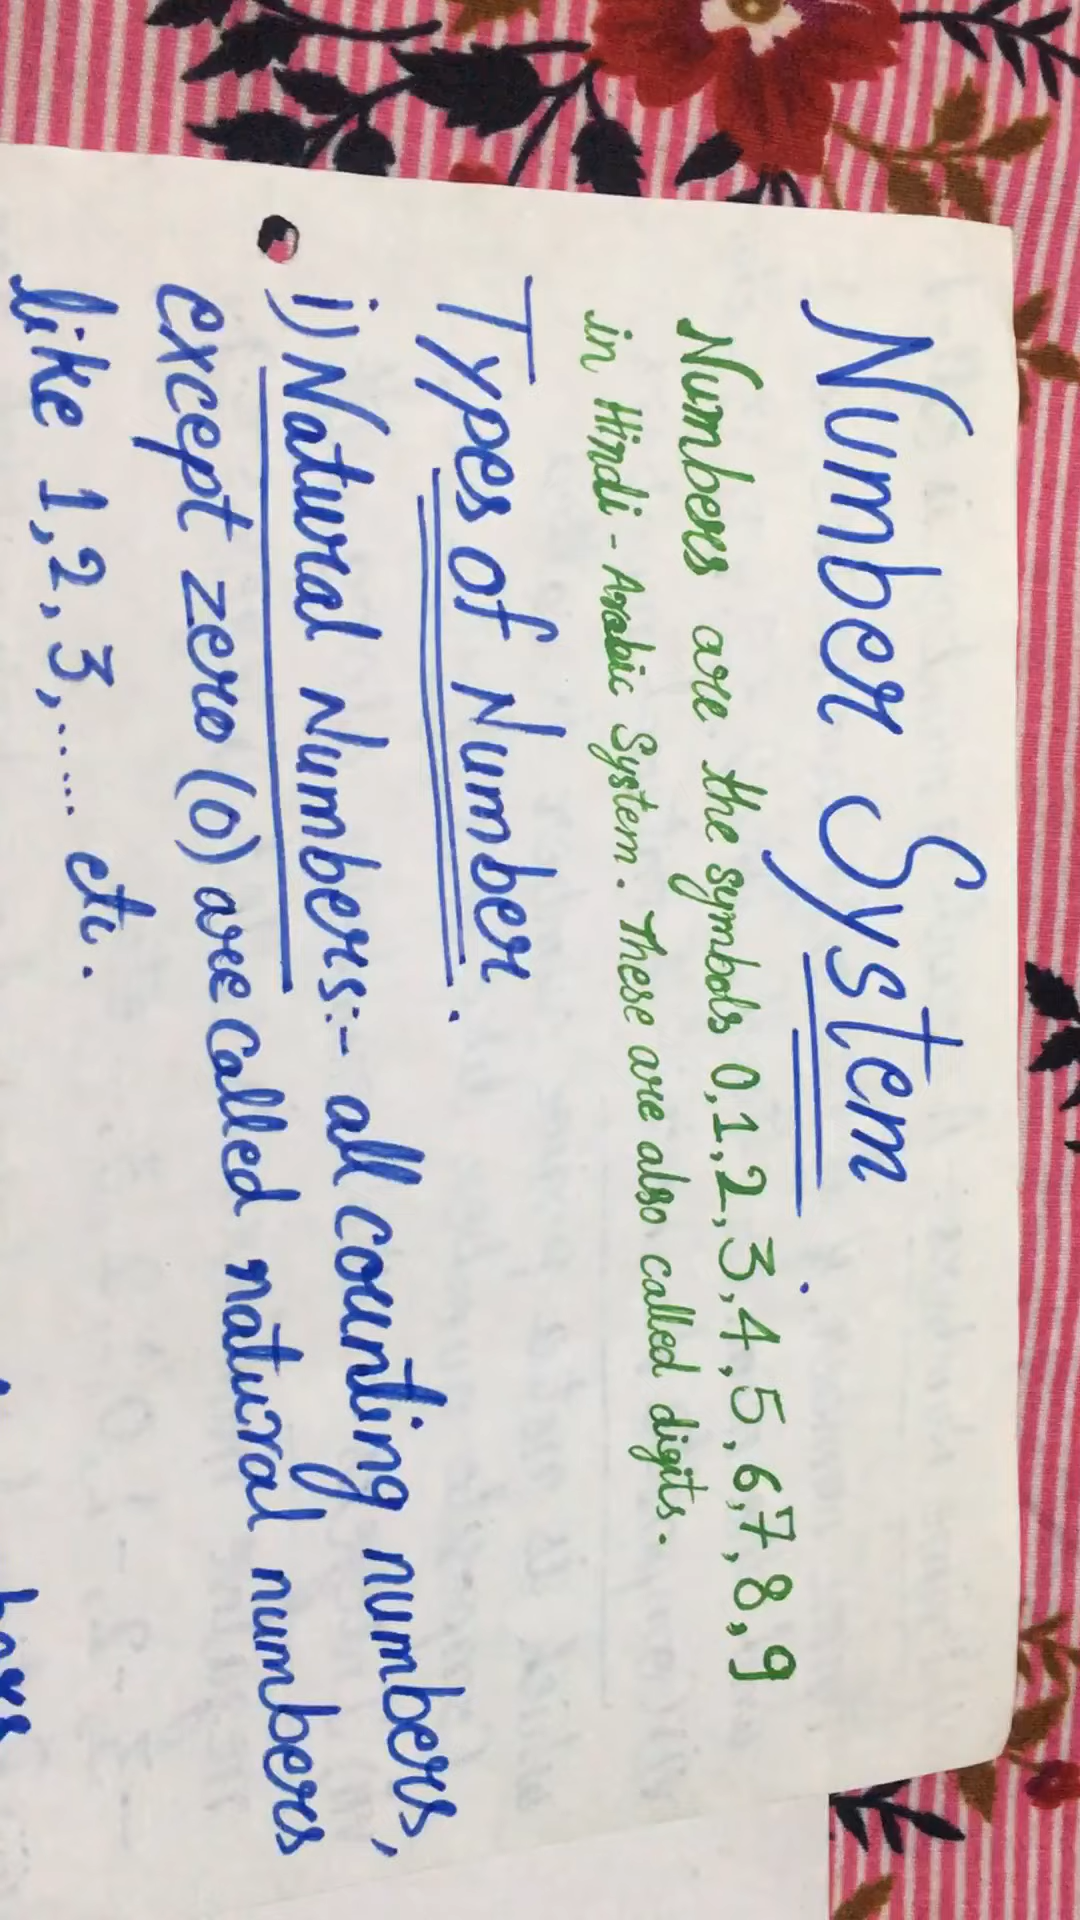 Number System
Numbers are the symbols 0,1,2,3,4,5,6,7,8,9
in Hindi - Arabic System. These are also called digits.
Types of Number.
i) Natural Numbers:- all counting numbers,
except zero (0) are called natural numbers
like 1,2,3,..... etc.